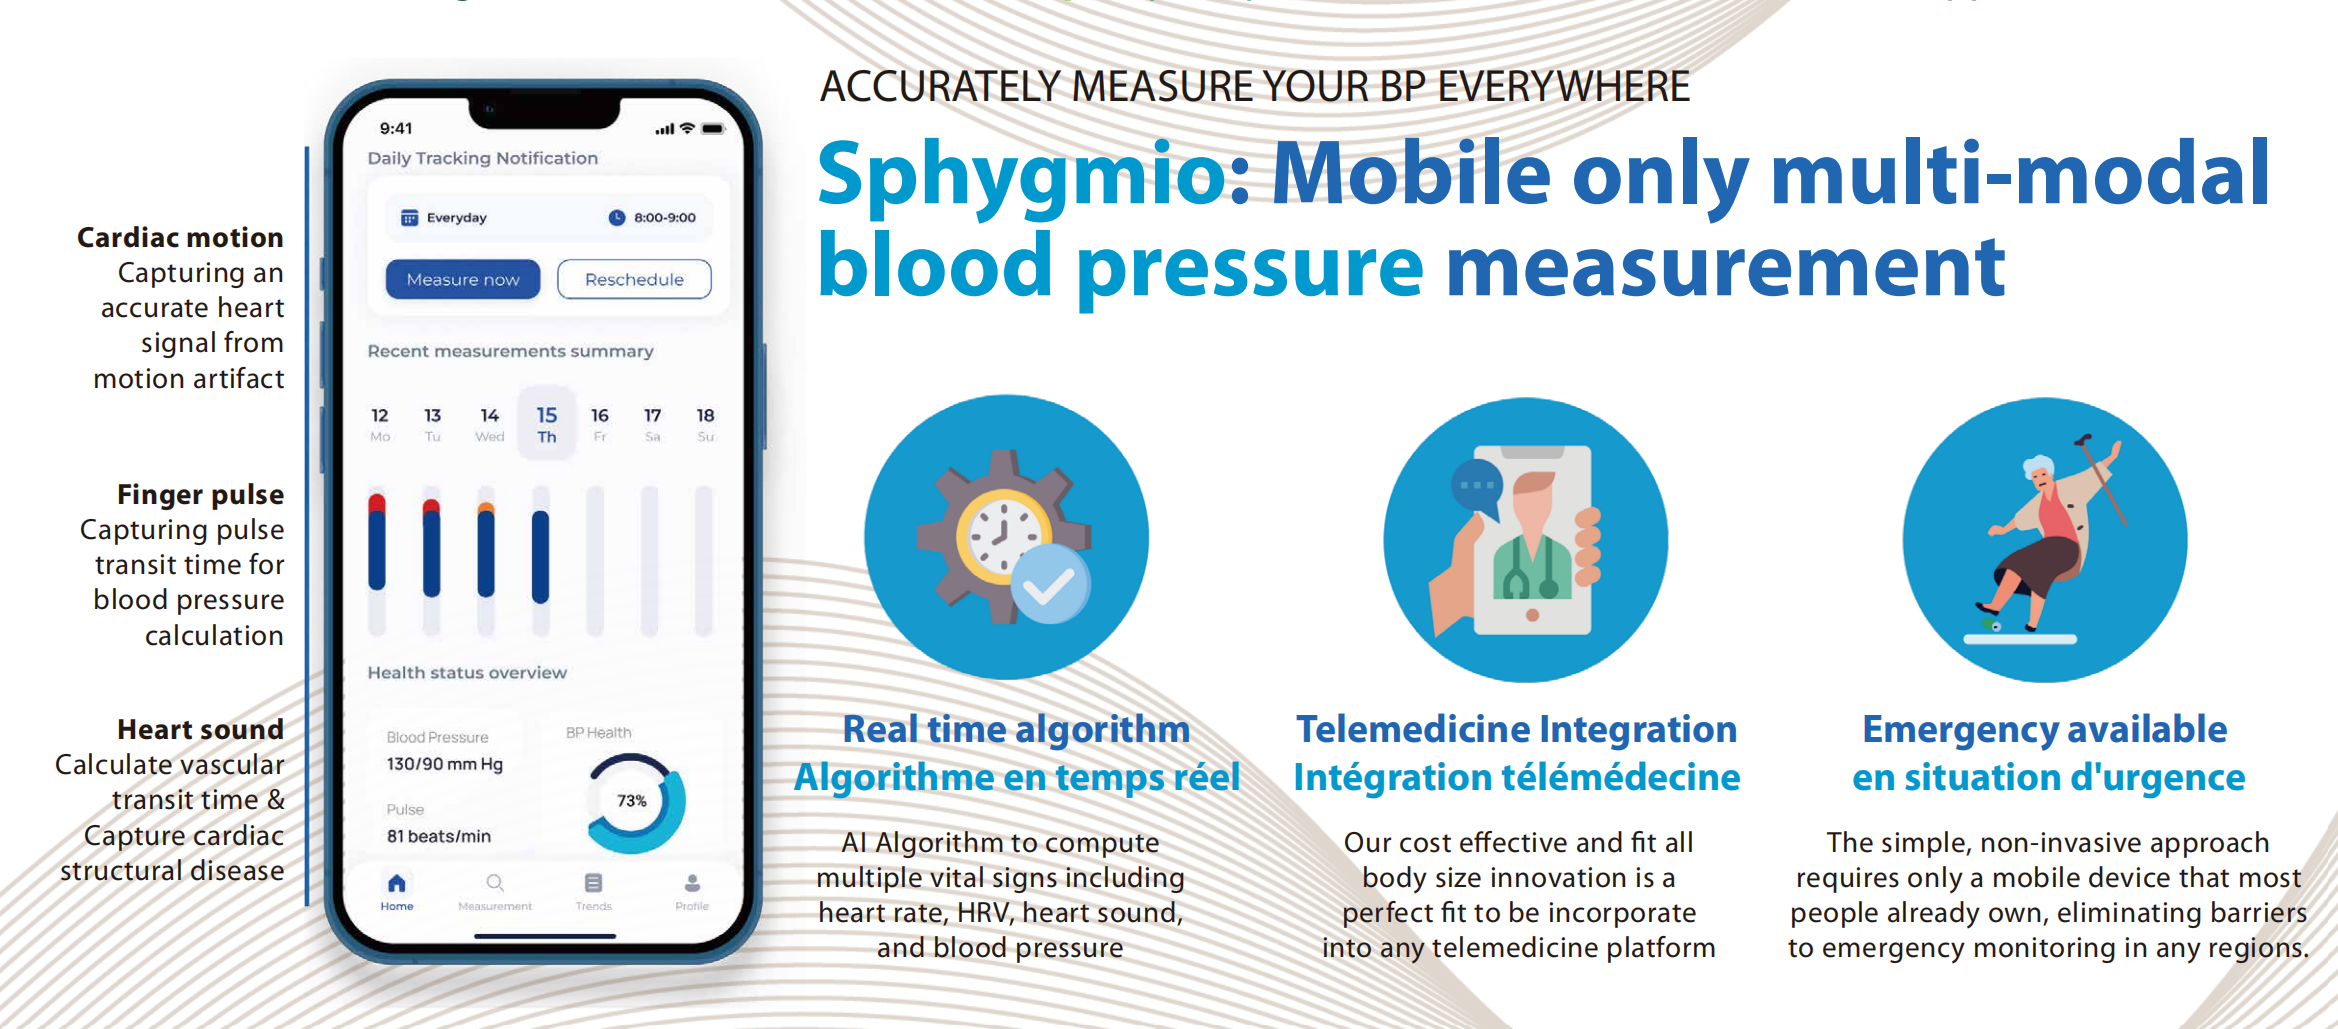 ACCURATELY MEASURE YOUR BP EVERYWHERE
Sphygmio: Mobile only multi-modal
blood pressure measurement
Cardiac motion
Capturing an
accurate heart
signal from
motion artifact
Finger pulse
Capturing pulse
transit time for
blood pressure
calculation
Heart sound
Calculate vascular
transit time &
Capture cardiac
structural disease
9:41
Daily Tracking Notification
Everyday 8:00-9:00
Measure now Reschedule
Recent measurements summary
12 13 14 15 16 17 18
Mo Tu Wed Th Fr Sa Su
Health status overview
Blood Pressure
130/90 mm Hg
Pulse
81 beats/min
BP Health
73%
Home Measurement Trends Profile
Real time algorithm
Algorithme en temps réel
AI Algorithm to compute
multiple vital signs including
heart rate, HRV, heart sound,
and blood pressure
Telemedicine Integration
Intégration télémédecine
Our cost effective and fit all
body size innovation is a
perfect fit to be incorporate
into any telemedicine platform
Emergency available
en situation d'urgence
The simple, non-invasive approach
requires only a mobile device that most
people already own, eliminating barriers
to emergency monitoring in any regions.